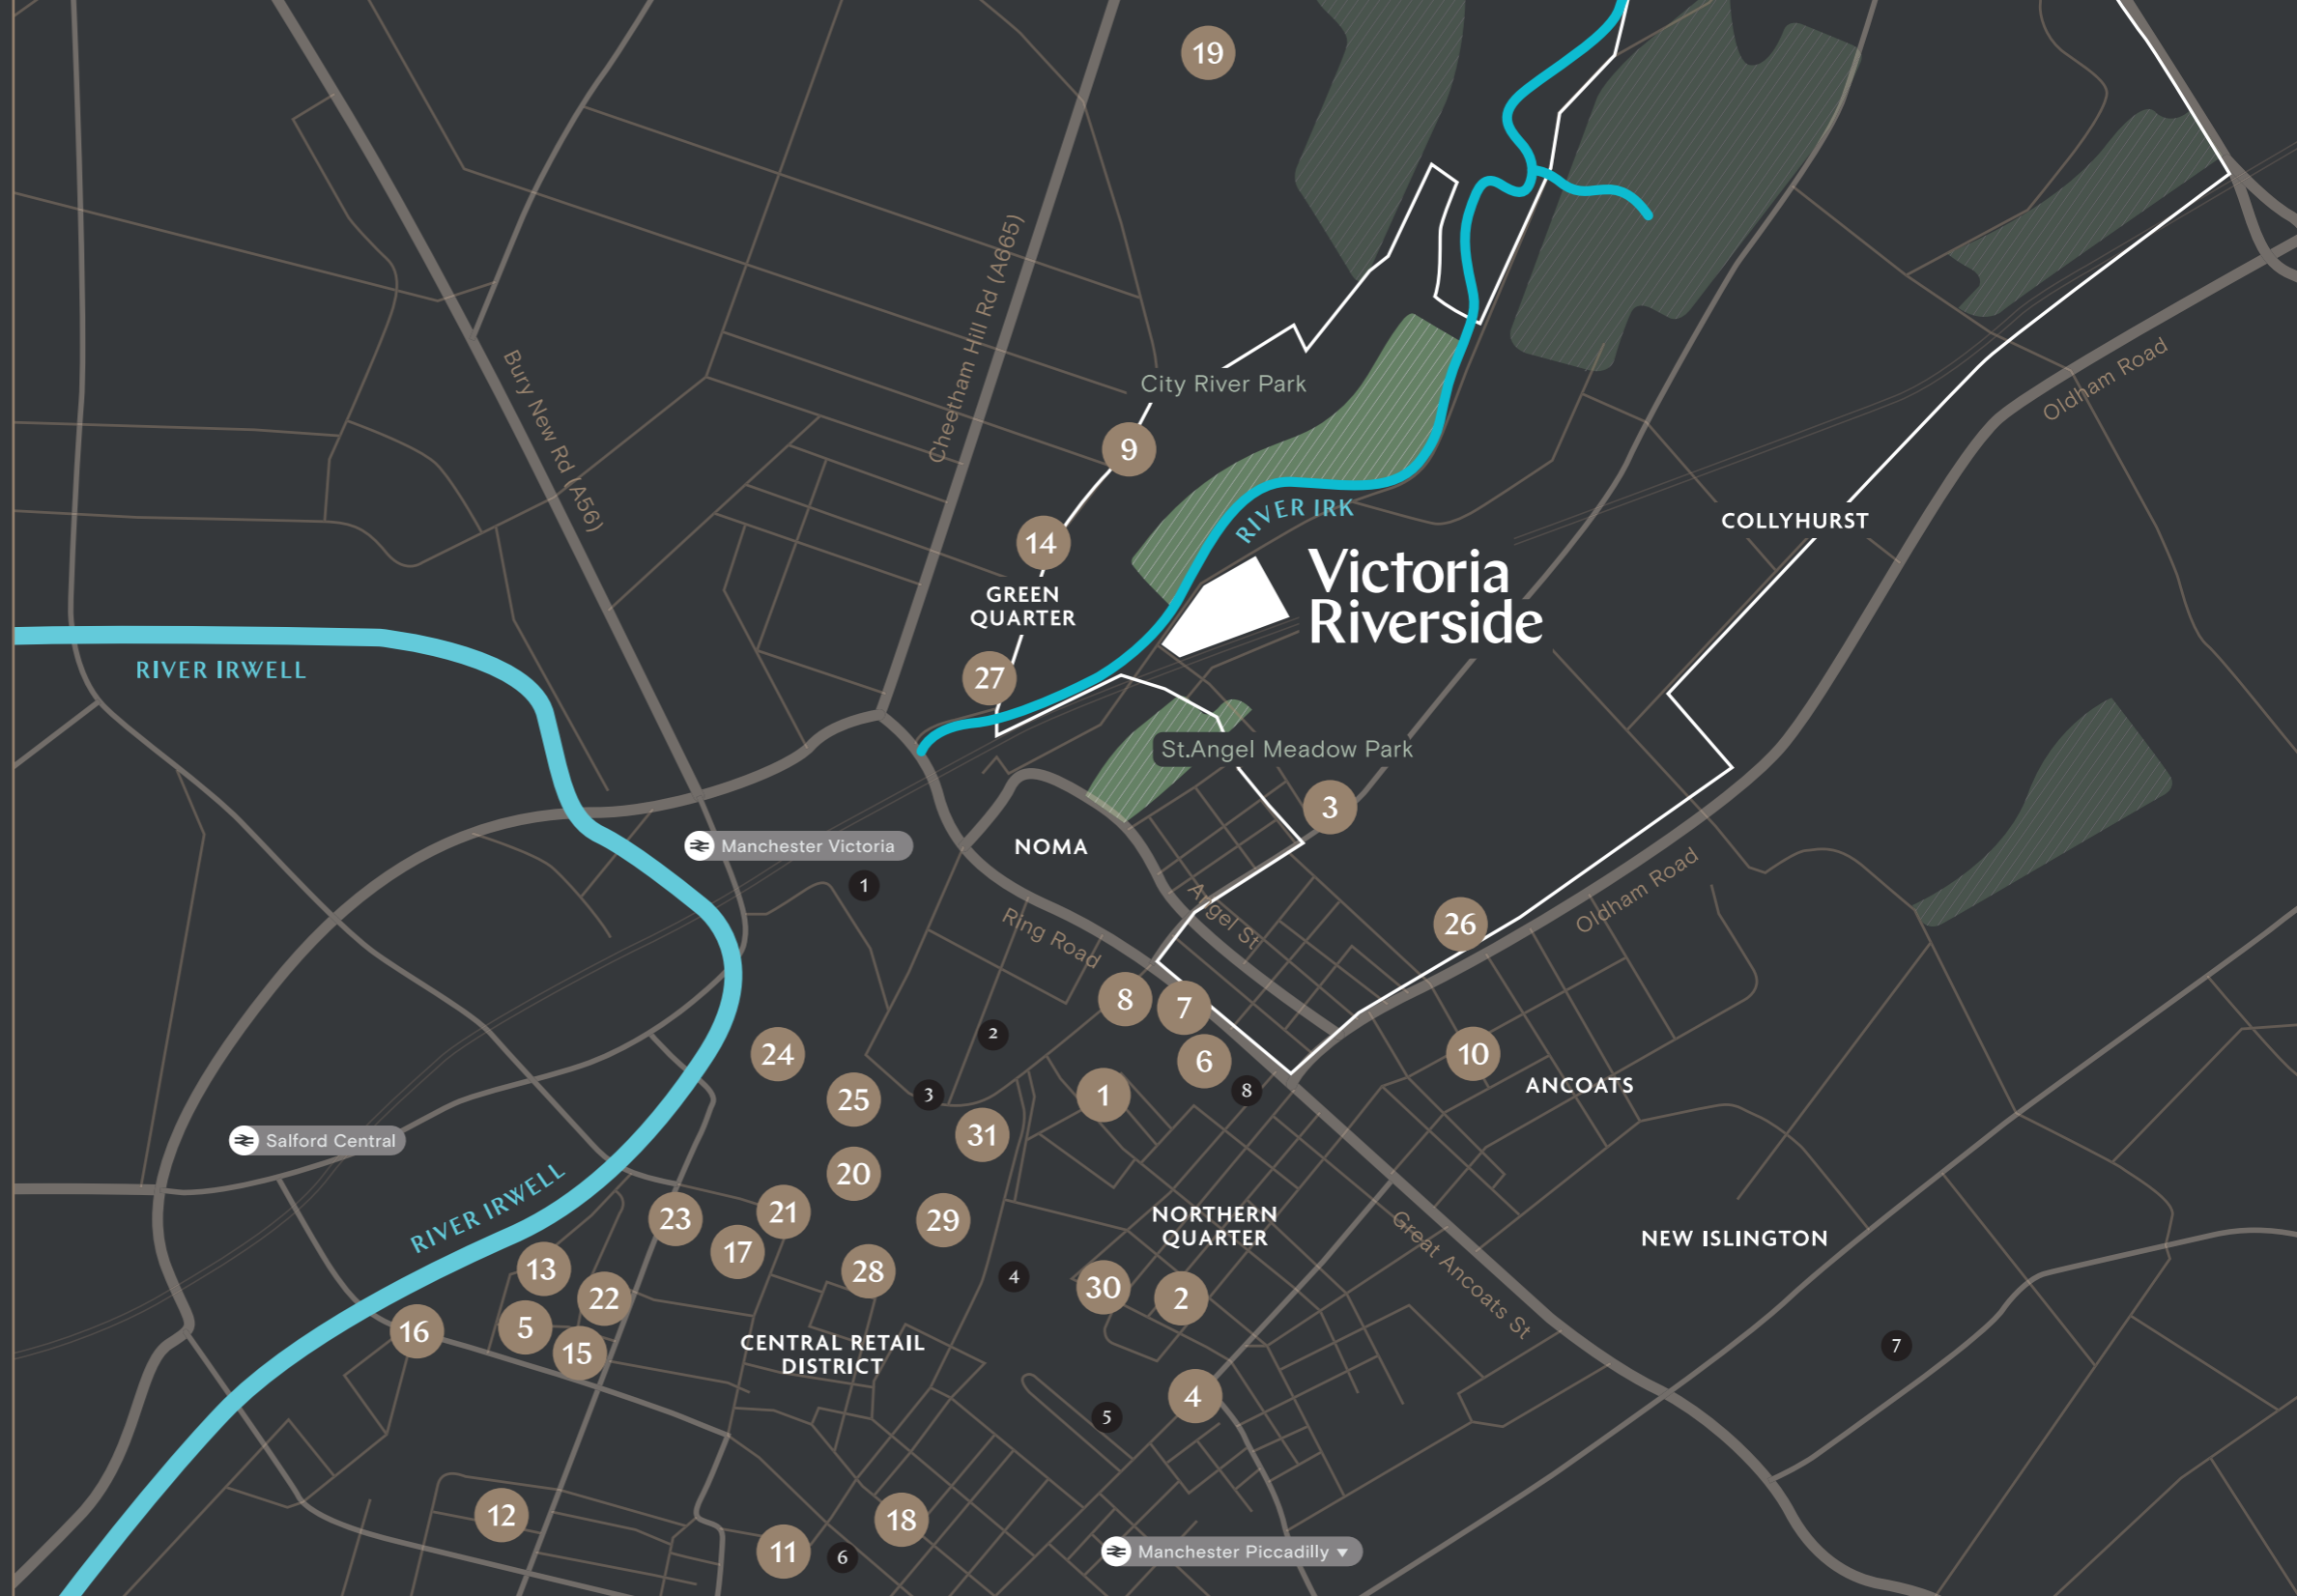 19
Cheetham Hill Rd (A665)
Bury New Rd (A56)
Oldham Road
City River Park
9
RIVER IRK
COLLYHURST
14
Victoria
Riverside
GREEN
QUARTER
RIVER IRWELL
27
St.Angel Meadow Park
3
Manchester Victoria
NOMA
1
Angel St
Oldham Road
26
Ring Road
8
7
2
24
6
10
ANCOATS
25
3
1
8
31
Salford Central
20
RIVER IRWELL
23
21
29
NORTHERN
QUARTER
Great Ancoats St
NEW ISLINGTON
17
13
28
4
30
2
22
5
16
15
CENTRAL RETAIL
DISTRICT
7
4
5
12
18
11
6
Manchester Piccadilly